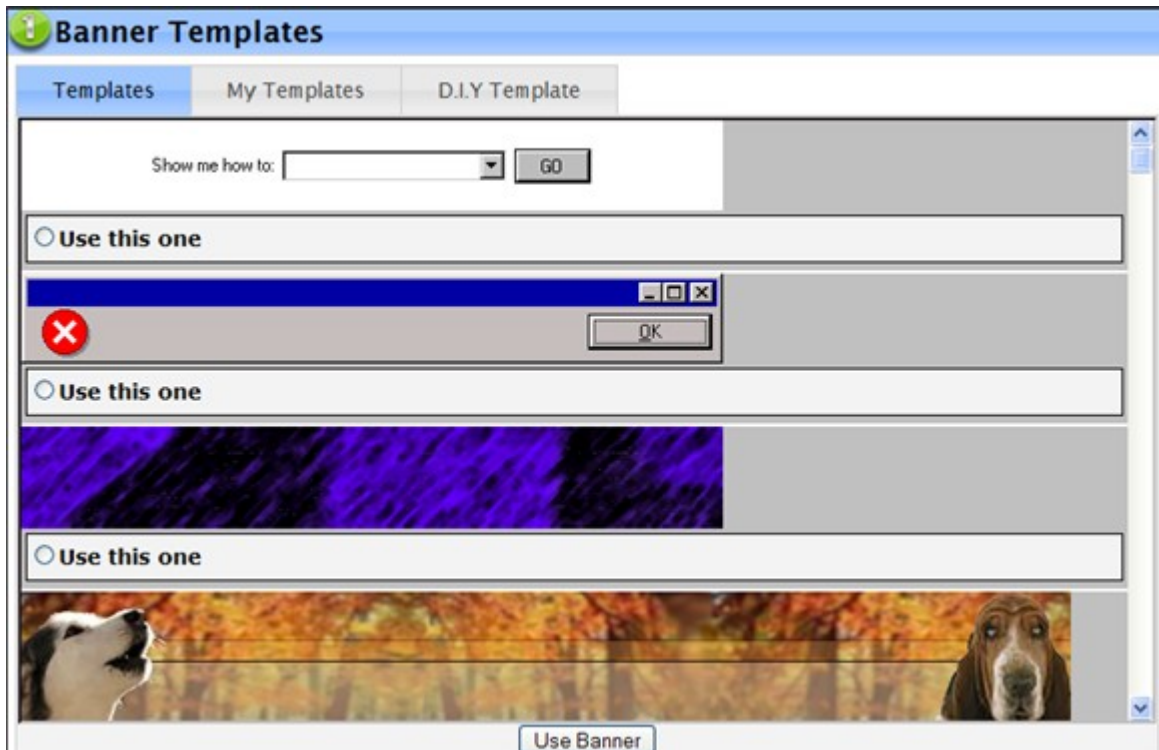 1 Banner Templates
Templates My Templates D.I.Y Template
Show me how to: GO
Use this one
OK
Use this one
Use this one
Use Banner